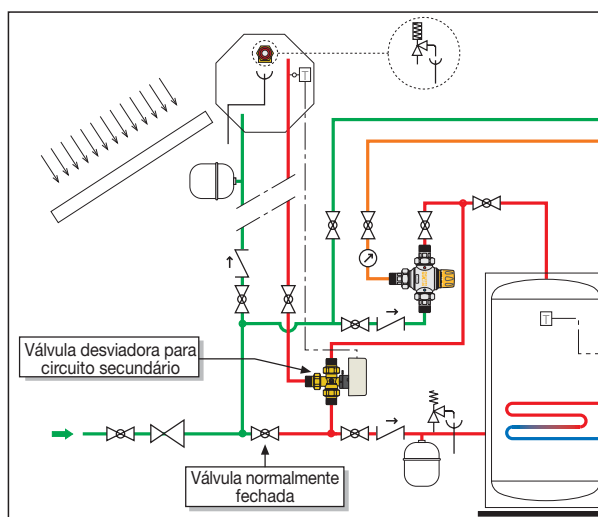 T
T
Válvula desviadora para
circuito secundário
Válvula normalmente
fechada